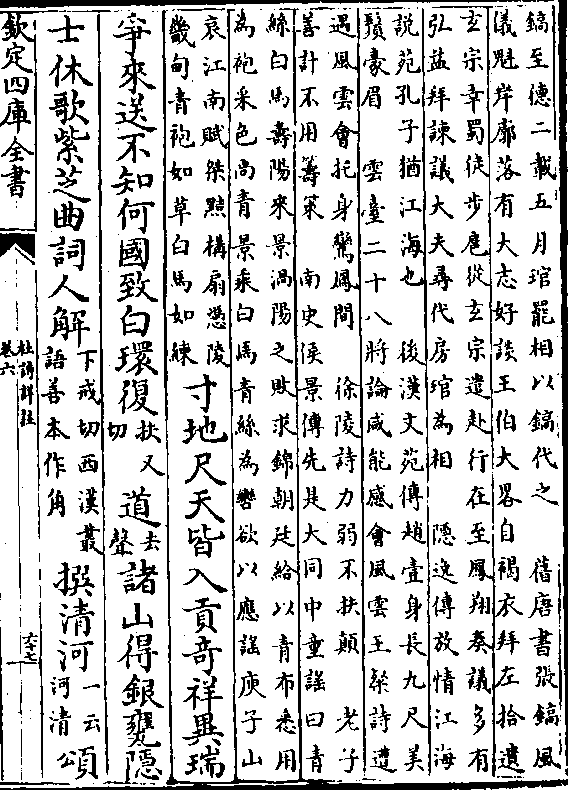 鎬至德二載五月琯罷相以鎬代之　舊唐書張鎬風
儀魁岸廓落有大志好談王伯大畧自褐衣拜左拾遺
玄宗幸蜀徒步扈從玄宗遣赴行在至鳳翔奏議多有
弘益拜諫議大夫尋代房琯為相　隱逸傳放情江海
說苑孔子猶江海也　後漢文苑傳趙壹身長九尺美
鬚豪眉　雲臺二十八將論咸能感會風雲王粲詩遭
遇風雲會托身鸞鳳間　徐陵詩力弱不扶顛　老子
善計不用籌策　南史侯景傳先是大同中童謡曰青
絲白馬壽陽來景渦陽之敗求錦朝廷給以青布悉用
為袍采色尚青景乘白馬青絲為轡欲以應謡庾子山
哀江南賦桀黠構扇憑陵
畿甸青袍如草白馬如練
寸地尺天皆入貢奇祥異瑞
爭來送不知何國致白環復扶又切道去聲諸山得銀甕隱
士休歌紫芝曲詞人解下戒切西漢叢語善本作角撰清河一云河清頌
欽定四庫全書
杜詩詳註
卷六
六十七